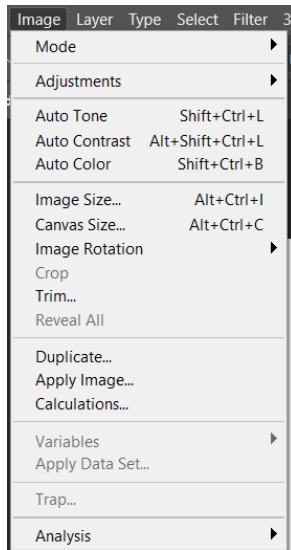 Image Layer Type Select Filter 3
Mode
Adjustments
Auto Tone Shift+Ctrl+L
Auto Contrast Alt+Shift+Ctrl+L
Auto Color Shift+Ctrl+B
Image Size... Alt+Ctrl+I
Canvas Size... Alt+Ctrl+C
Image Rotation
Crop
Trim...
Reveal All
Duplicate...
Apply Image...
Calculations...
Variables
Apply Data Set...
Trap...
Analysis